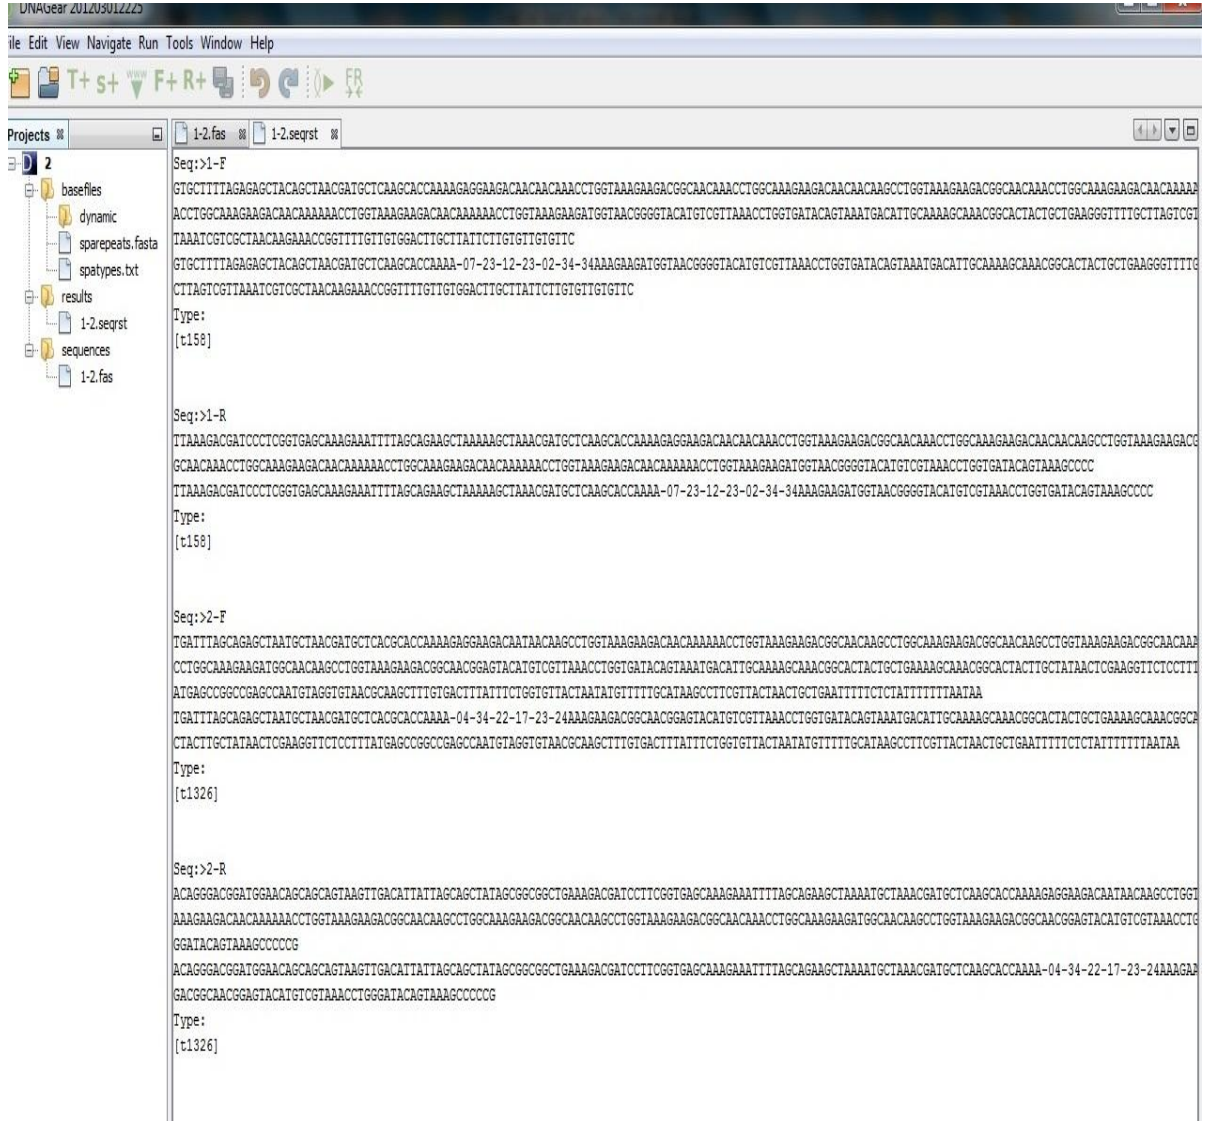 DNAGear 201203012225
ile Edit View Navigate Run Tools Window Help
T+ S+ www F+ R+ FR
Projects
1-2.fas
1-2.seqrst
2
basefiles
dynamic
sparepeats.fasta
spatypes.txt
results
1-2.seqrst
sequences
1-2.fas
Seq:>1-F
GTGCTTTTAGAGAGCTACAGCTAACGATGCTCAAGCACCAAAAGAGGAAGACAACAACAAACCTGGTAAAGAAGACGGCAACAAACCTGGCAAAGAAGACAACAACAAGCCTGGTAAAGAAGACGGCAACAAACCTGGCAAAGAAGACAACAAAAA
ACCTGGCAAAGAAGACAACAAAAAACCTGGTAAAGAAGACAACAAAAAACCTGGTAAAGAAGATGGTAACGGGGTACATGTCGTTAAACCTGGTGATACAGTAAATGACATTGCAAAAGCAAACGGCACTACTGCTGAAGGGTTTTGCTTAGTCGT
TAAATCGTCGCTAACAAGAAACCGGTTTTGTTGTGGACTTGCTTATTCTTGTGTTGTGTTC
GTGCTTTTAGAGAGCTACAGCTAACGATGCTCAAGCACCAAAA-07-23-12-23-02-34-34AAAGAAGATGGTAACGGGGTACATGTCGTTAAACCTGGTGATACAGTAAATGACATTGCAAAAGCAAACGGCACTACTGCTGAAGGGTTTTG
CTTAGTCGTTAAATCGTCGCTAACAAGAAACCGGTTTTGTTGTGGACTTGCTTATTCTTGTGTTGTGTTC
Type:
[t158]
Seq:>1-R
TTAAAGACGATCCCTCGGTGAGCAAAGAAATTTTAGCAGAAGCTAAAAAGCTAAACGATGCTCAAGCACCAAAAGAGGAAGACAACAACAAACCTGGTAAAGAAGACGGCAACAAACCTGGCAAAGAAGACAACAACAAGCCTGGTAAAGAAGACG
GCAACAAACCTGGCAAAGAAGACAACAAAAAACCTGGCAAAGAAGACAACAAAAAACCTGGTAAAGAAGACAACAAAAAACCTGGTAAAGAAGATGGTAACGGGGTACATGTCGTAAACCTGGTGATACAGTAAAGCCCC
TTAAAGACGATCCCTCGGTGAGCAAAGAAATTTTAGCAGAAGCTAAAAAGCTAAACGATGCTCAAGCACCAAAA-07-23-12-23-02-34-34AAAGAAGATGGTAACGGGGTACATGTCGTAAACCTGGTGATACAGTAAAGCCCC
Type:
[t158]
Seq:>2-F
TGATTTAGCAGAGCTAATGCTAACGATGCTCACGCACCAAAAGAGGAAGACAATAACAAGCCTGGTAAAGAAGACAACAAAAAACCTGGTAAAGAAGACGGCAACAAGCCTGGCAAAGAAGACGGCAACAAGCCTGGTAAAGAAGACGGCAACAAA
CCTGGCAAAGAAGATGGCAACAAGCCTGGTAAAGAAGACGGCAACGGAGTACATGTCGTTAAACCTGGTGATACAGTAAATGACATTGCAAAAGCAAACGGCACTACTGCTGAAAAGCAAACGGCACTACTTGCTATAACTCGAAGGTTCTCCTTT
ATGAGCCGGCCGAGCCAATGTAGGTGTAACGCAAGCTTTGTGACTTTATTTCTGGTGTTACTAATATGTTTTTGCATAAGCCTTCGTTACTAACTGCTGAATTTTTCTCTATTTTTTTAATAA
TGATTTAGCAGAGCTAATGCTAACGATGCTCACGCACCAAAA-04-34-22-17-23-24AAAGAAGACGGCAACGGAGTACATGTCGTTAAACCTGGTGATACAGTAAATGACATTGCAAAAGCAAACGGCACTACTGCTGAAAAGCAAACGGCA
CTACTTGCTATAACTCGAAGGTTCTCCTTTATGAGCCGGCCGAGCCAATGTAGGTGTAACGCAAGCTTTGTGACTTTATTTCTGGTGTTACTAATATGTTTTTGCATAAGCCTTCGTTACTAACTGCTGAATTTTTCTCTATTTTTTTAATAA
Type:
[t1326]
Seq:>2-R
ACAGGGACGGATGGAACAGCAGCAGTAAGTTGACATTATTAGCAGCTATAGCGGCGGCTGAAAGACGATCCTTCGGTGAGCAAAGAAATTTTAGCAGAAGCTAAAATGCTAAACGATGCTCAAGCACCAAAAGAGGAAGACAATAACAAGCCTGGT
AAAGAAGACAACAAAAAACCTGGTAAAGAAGACGGCAACAAGCCTGGCAAAGAAGACGGCAACAAGCCTGGTAAAGAAGACGGCAACAAACCTGGCAAAGAAGATGGCAACAAGCCTGGTAAAGAAGACGGCAACGGAGTACATGTCGTAAACCTG
GGATACAGTAAAGCCCCCG
ACAGGGACGGATGGAACAGCAGCAGTAAGTTGACATTATTAGCAGCTATAGCGGCGGCTGAAAGACGATCCTTCGGTGAGCAAAGAAATTTTAGCAGAAGCTAAAATGCTAAACGATGCTCAAGCACCAAAA-04-34-22-17-23-24AAAGAA
GACGGCAACGGAGTACATGTCGTAAACCTGGGATACAGTAAAGCCCCCG
Type:
[t1326]